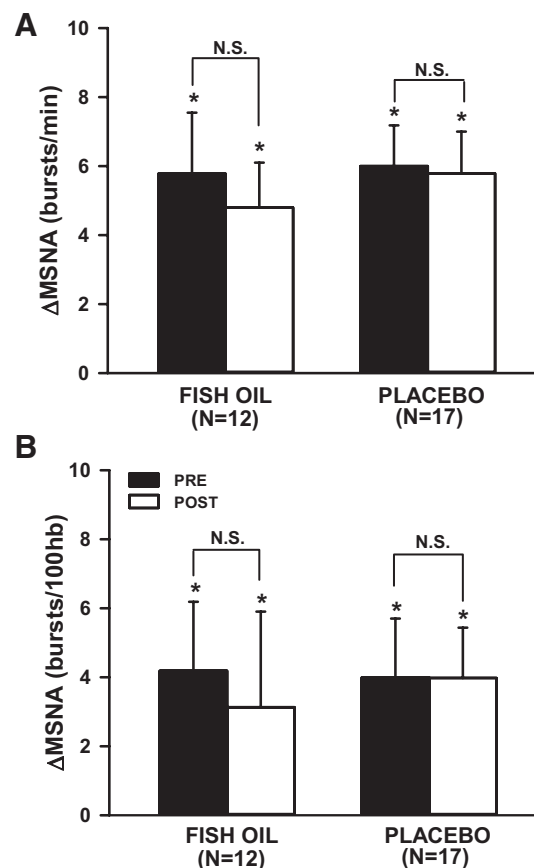 A
ΔMSNA (bursts/min)
10
8
6
4
2
0
N.S.
* *
N.S.
* *
FISH OIL
(N=12)
PLACEBO
(N=17)
B
ΔMSNA (bursts/100hb)
10
8
6
4
2
0
PRE
POST
N.S.
* *
N.S.
* *
FISH OIL
(N=12)
PLACEBO
(N=17)